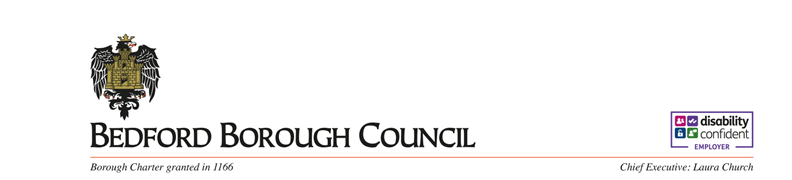 BEDFORD BOROUGH COUNCIL
disability
confident
EMPLOYER
Borough Charter granted in 1166
Chief Executive: Laura Church